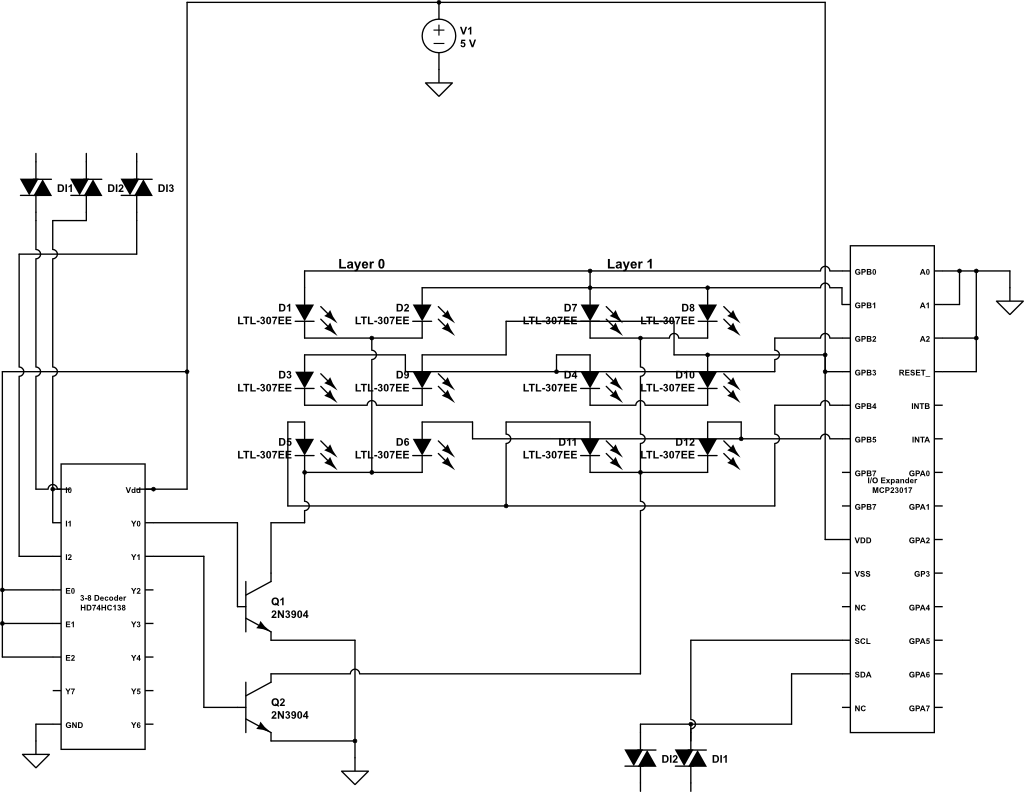 V1
5 V
DI1
DI2
DI3
Layer 0
Layer 1
D1
LTL-307EE
D2
LTL-307EE
D7
LTL-307EE
D8
LTL-307EE
D3
LTL-307EE
D9
LTL-307EE
D4
LTL-307EE
D10
LTL-307EE
D5
LTL-307EE
D6
LTL-307EE
D11
LTL-307EE
D12
LTL-307EE
GPB0
A0
GPB1
A1
GPB2
A2
GPB3
RESET_
GPB4
INTB
GPB5
INTA
GPB7
GPA0
I/O Expander
MCP23017
GPB7
GPA1
VDD
GPA2
VSS
GP3
NC
GPA4
SCL
GPA5
SDA
GPA6
NC
GPA7
I0
Vdd
I1
Y0
I2
Y1
E0
Y2
3-8 Decoder
HD74HC138
E1
Y3
E2
Y4
Y7
Y5
GND
Y6
Q1
2N3904
Q2
2N3904
DI2
DI1